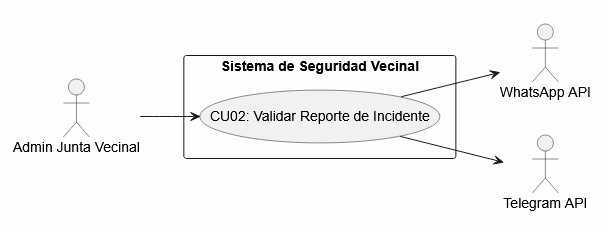 Sistema de Seguridad Vecinal
Admin Junta Vecinal
CU02: Validar Reporte de Incidente
WhatsApp API
Telegram API